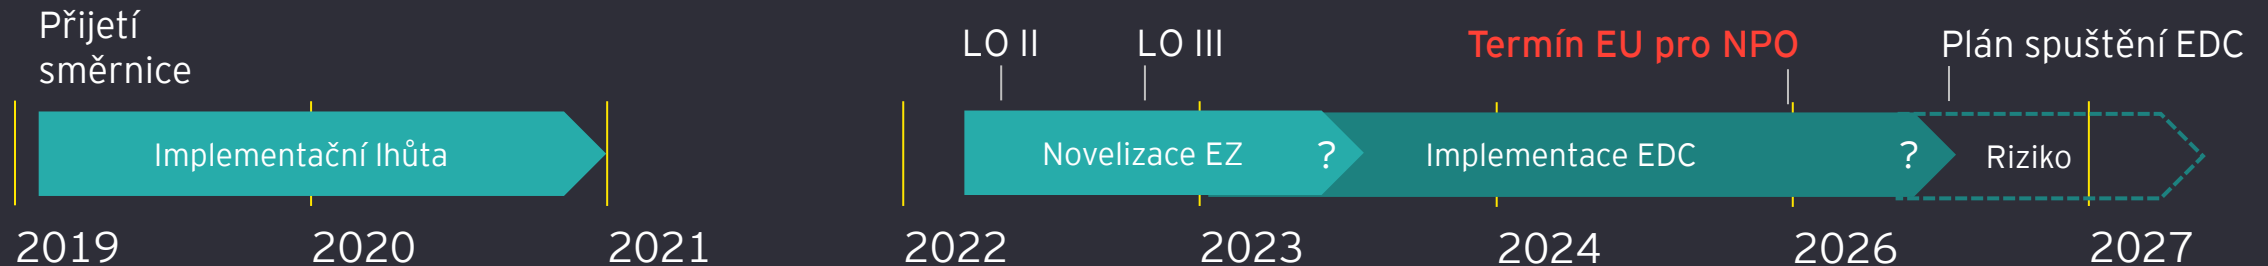 Přijetí
směrnice
LO II
LO III
Termín EU pro NPO
Plán spuštění EDC
Implementační lhůta
Novelizace EZ
?
Implementace EDC
?
Riziko
2019
2020
2021
2022
2023
2024
2026
2027